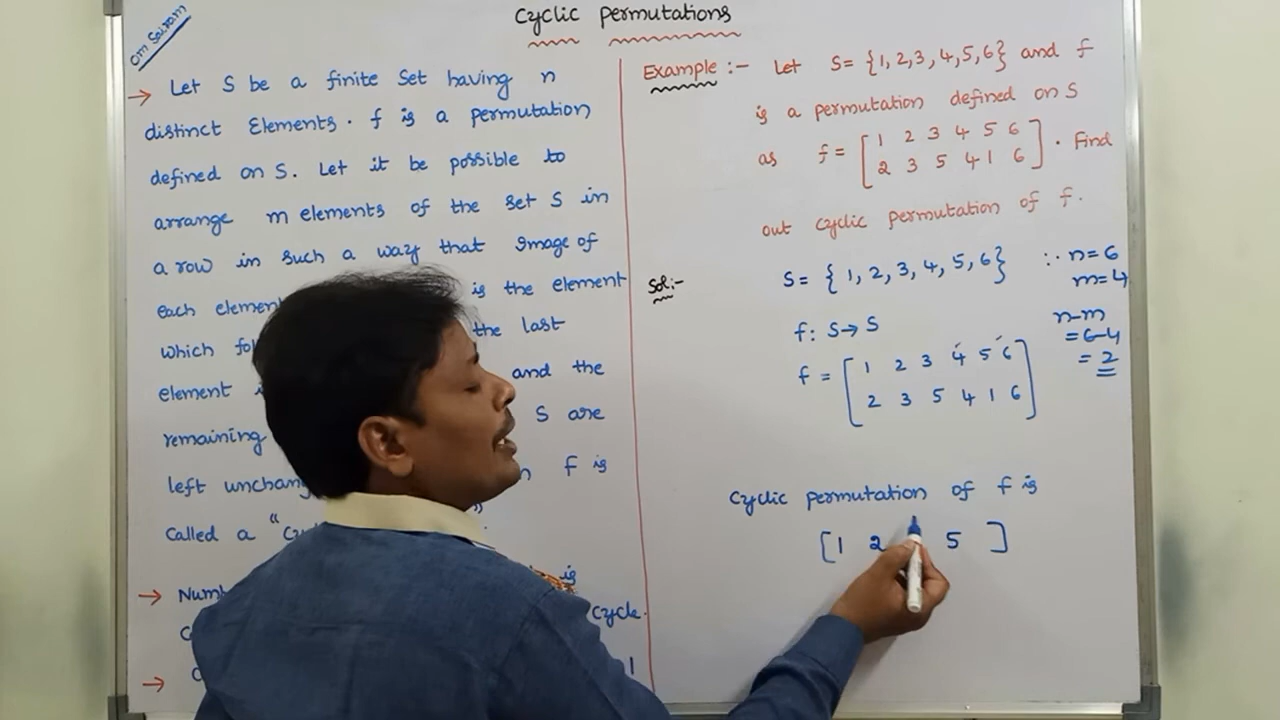 Cyclic permutations
Om Sairam
→ Let S be a finite set having n
distinct Elements. f is a permutation
defined on S. Let it be possible to
arrange m elements of the set S in
a row in such a way that image of
each element is the element
which the last
element and the
remaining S are
left f is
Called a "
→ is
cycle.
→
Example :- Let S = {1, 2, 3, 4, 5, 6} and f
is a permutation defined on S
as f = [ 1 2 3 4 5 6
2 3 5 4 1 6 ] . Find
out cyclic permutation of f.
Sol:- S = { 1, 2, 3, 4, 5, 6 } ∴ n=6
m=4
f: S→S
n-m
=6-4
= 2
f = [ 1 2 3 4 5 6
2 3 5 4 1 6 ]
Cyclic permutation of f is
[ 1 2 5 ]